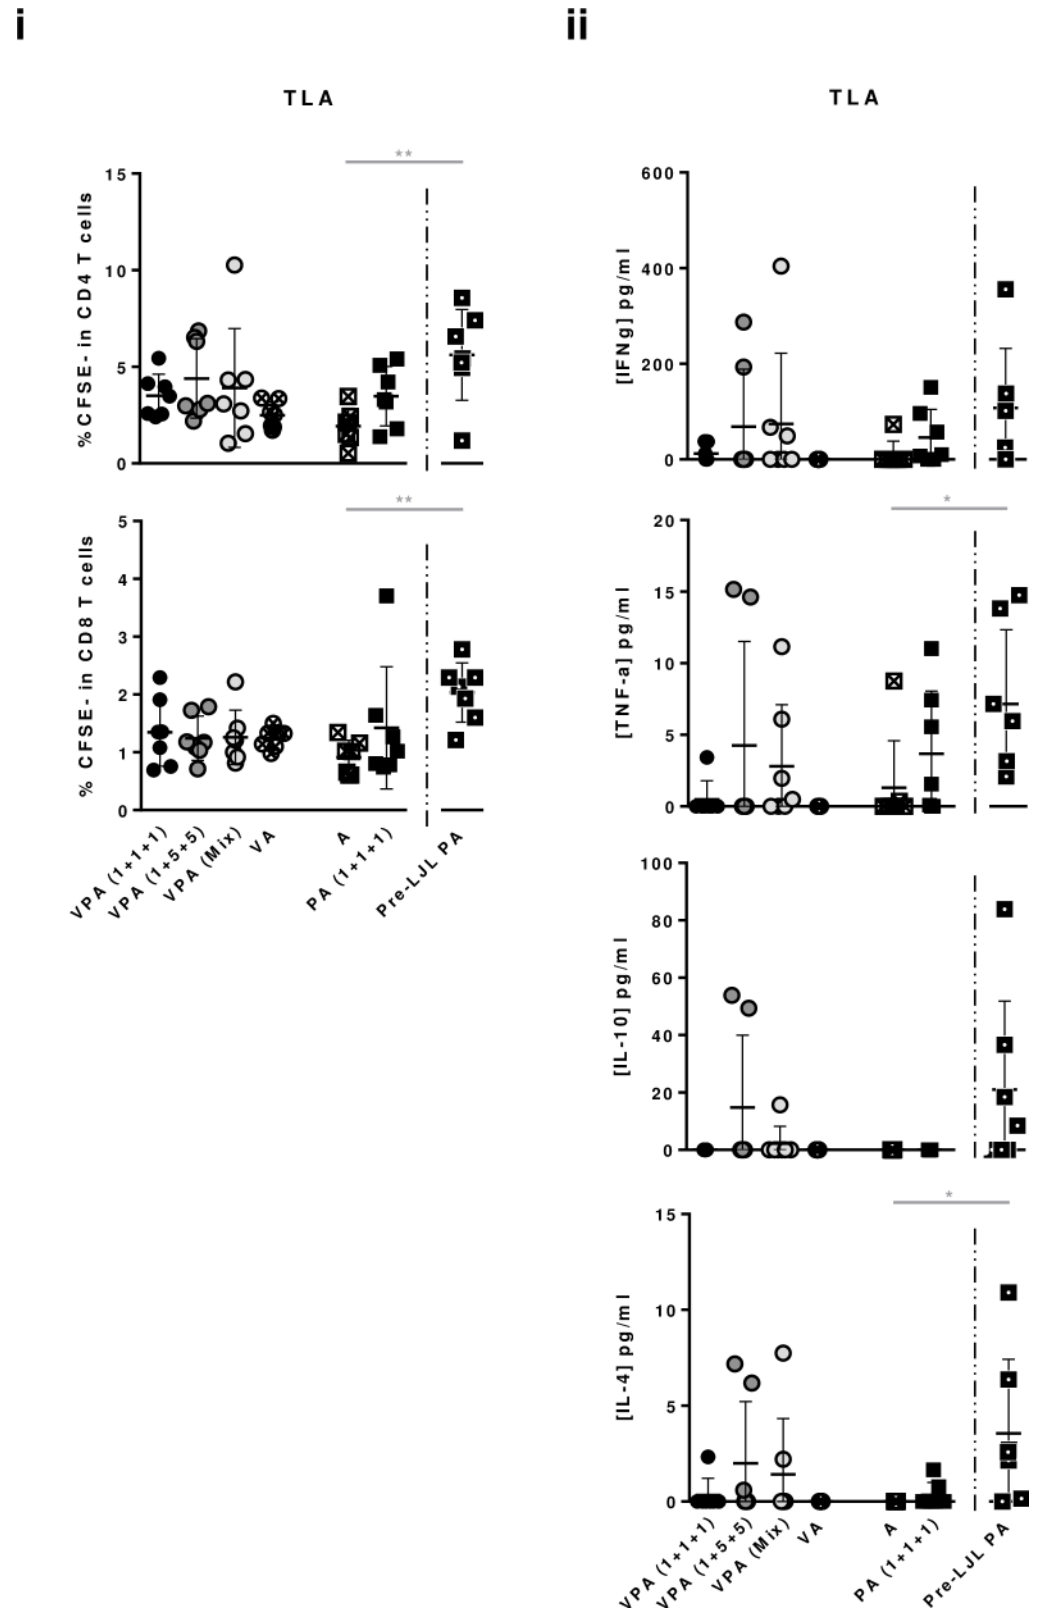 i
ii
TLA
TLA
**
% CFSE- in CD4 T cells
15
10
5
0
**
% CFSE- in CD8 T cells
5
4
3
2
1
0
VPA (1+1+1)
VPA (1+5+5)
VPA (Mix)
VA
A
PA (1+1+1)
Pre-LJL PA
[IFNg] pg/ml
600
400
200
0
*
[TNF-a] pg/ml
20
15
10
5
0
[IL-10] pg/ml
100
80
60
40
20
0
*
[IL-4] pg/ml
15
10
5
0
VPA (1+1+1)
VPA (1+5+5)
VPA (Mix)
VA
A
PA (1+1+1)
Pre-LJL PA